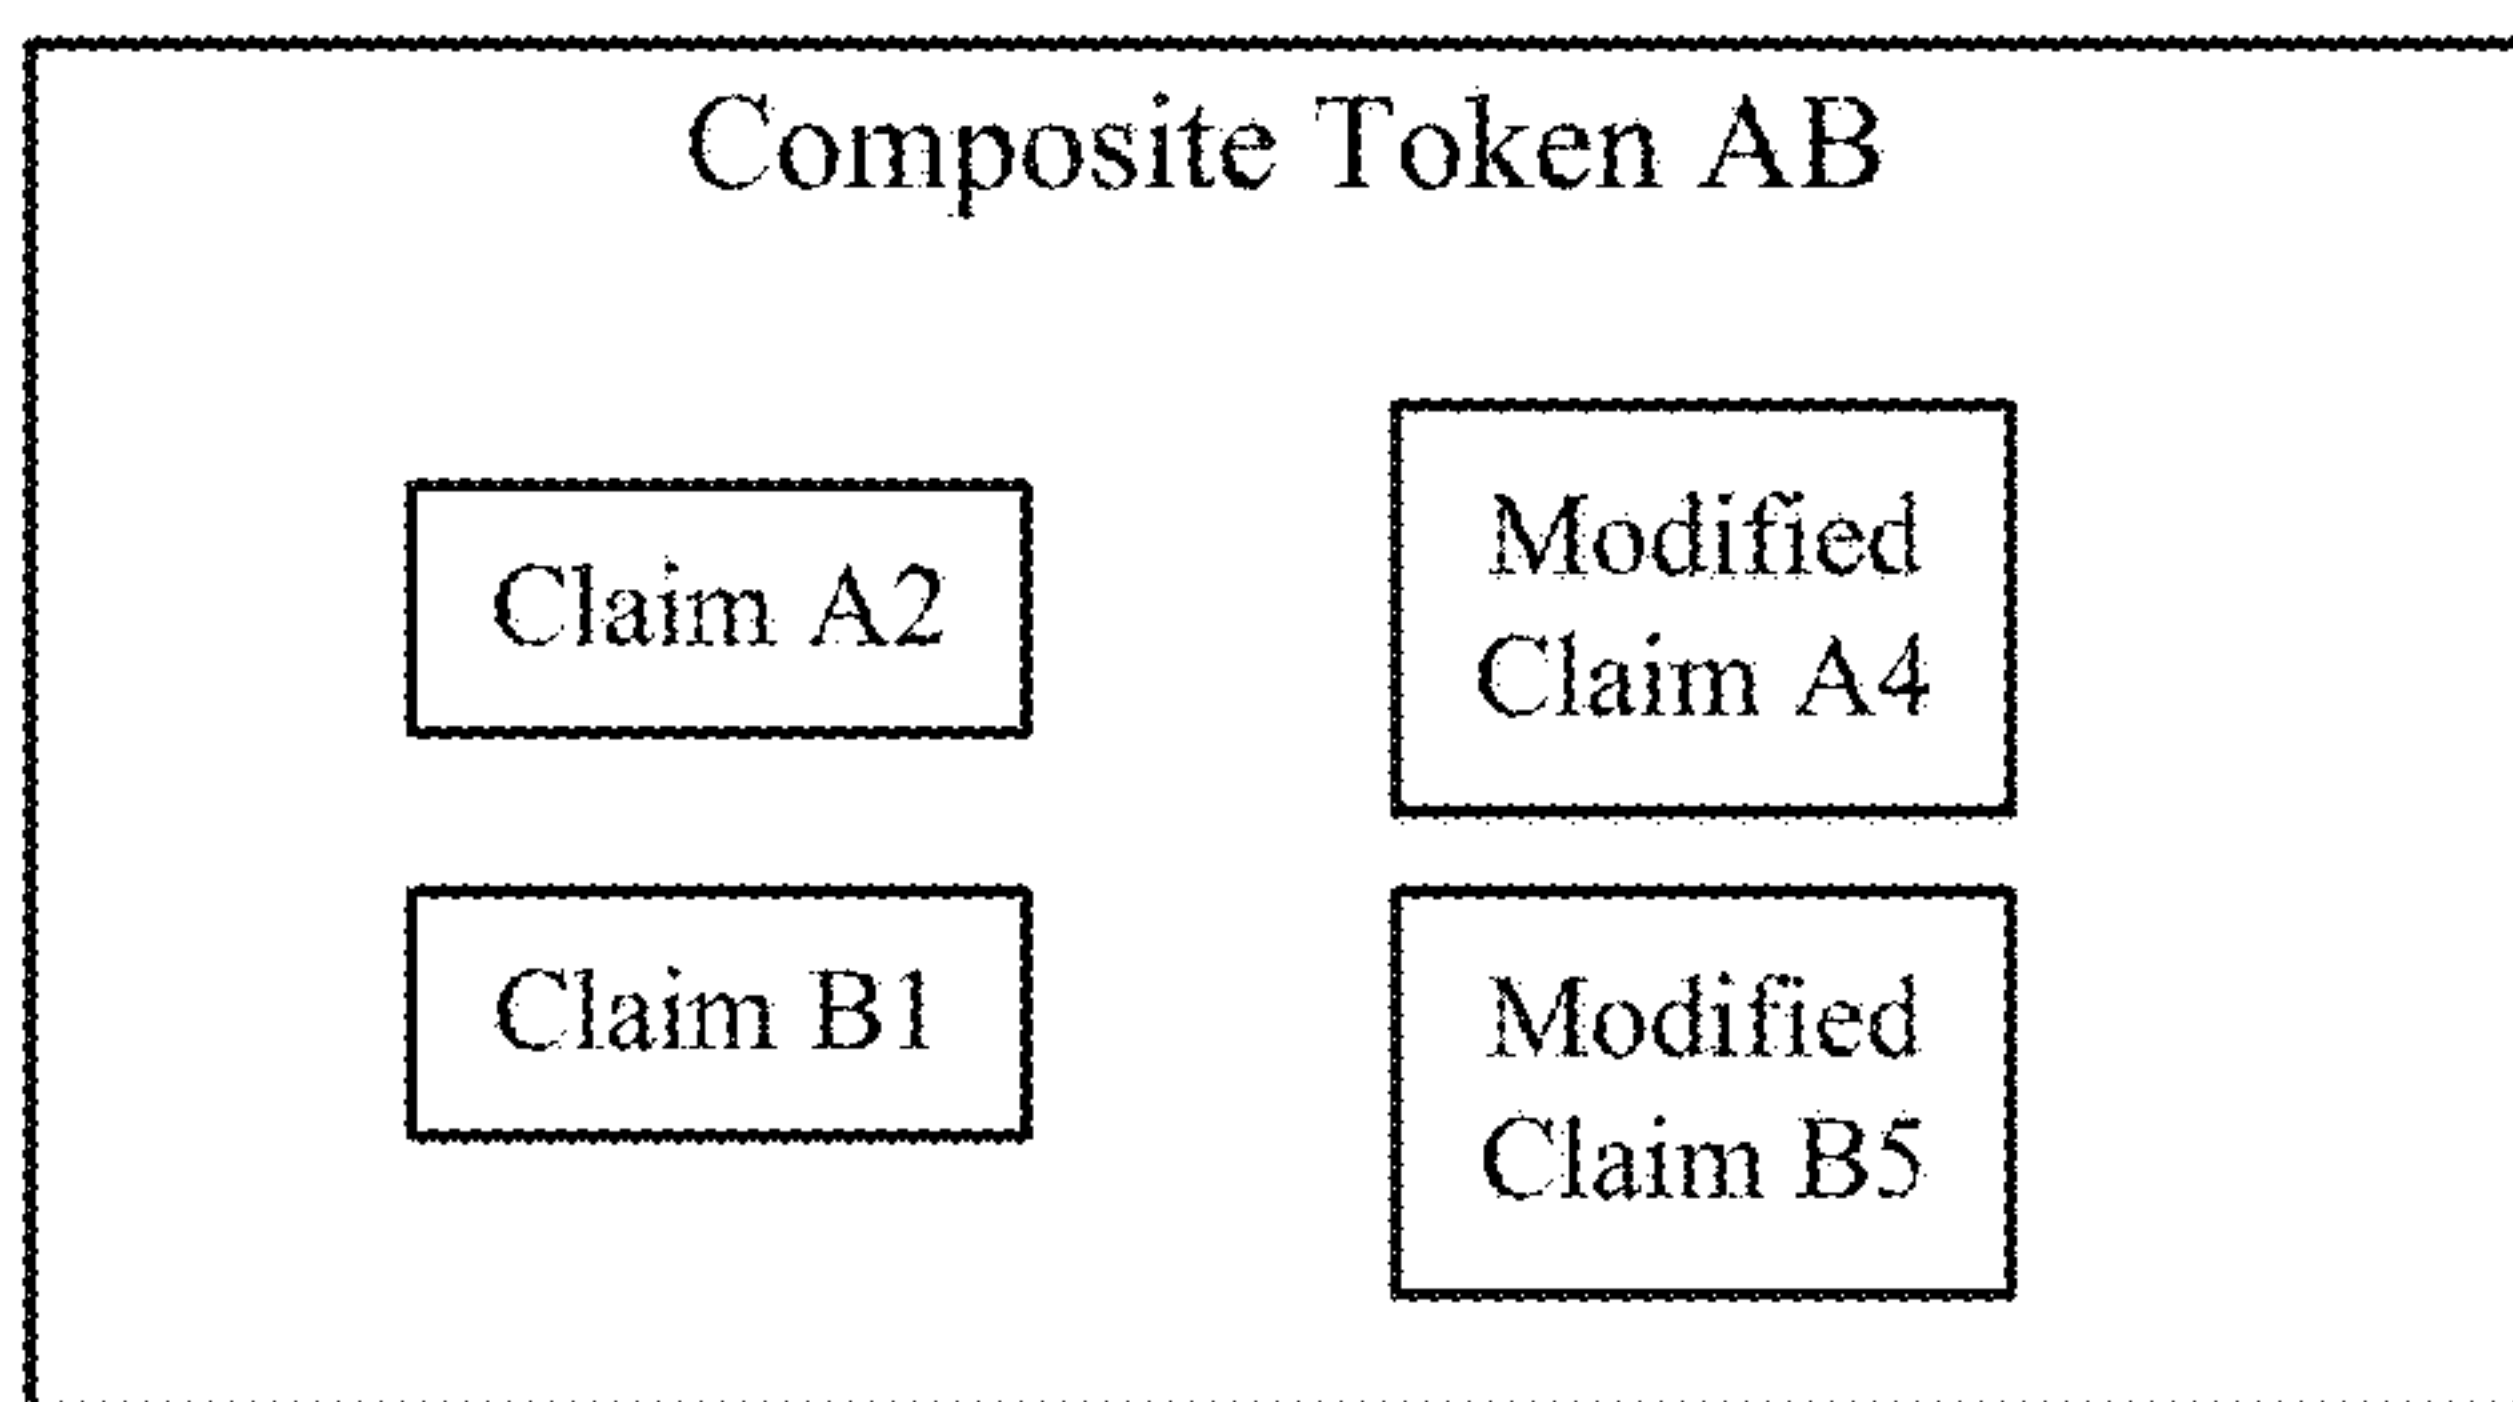 Composite Token AB
Claim A2
Modified
Claim A4
Claim B1
Modified
Claim B5